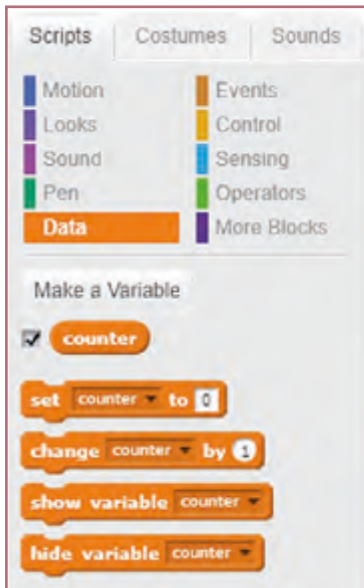 Scripts Costumes Sounds
Motion Events
Looks Control
Sound Sensing
Pen Operators
Data More Blocks
Make a Variable
counter
set counter to 0
change counter by 1
show variable counter
hide variable counter